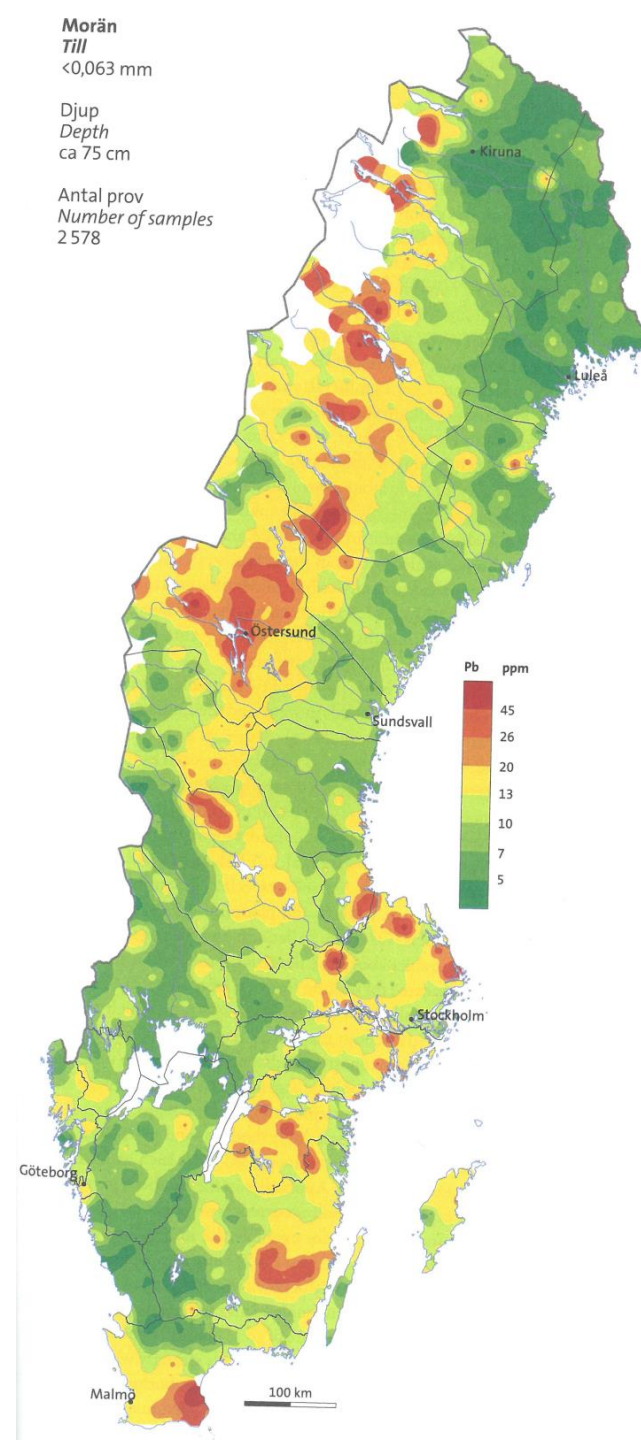 Morän
Till
<0,063 mm
Djup
Depth
ca 75 cm
Antal prov
Number of samples
2 578
Kiruna
Luleå
Östersund
Sundsvall
Pb ppm
45
26
20
13
10
7
5
Stockholm
Göteborg
Malmö
100 km